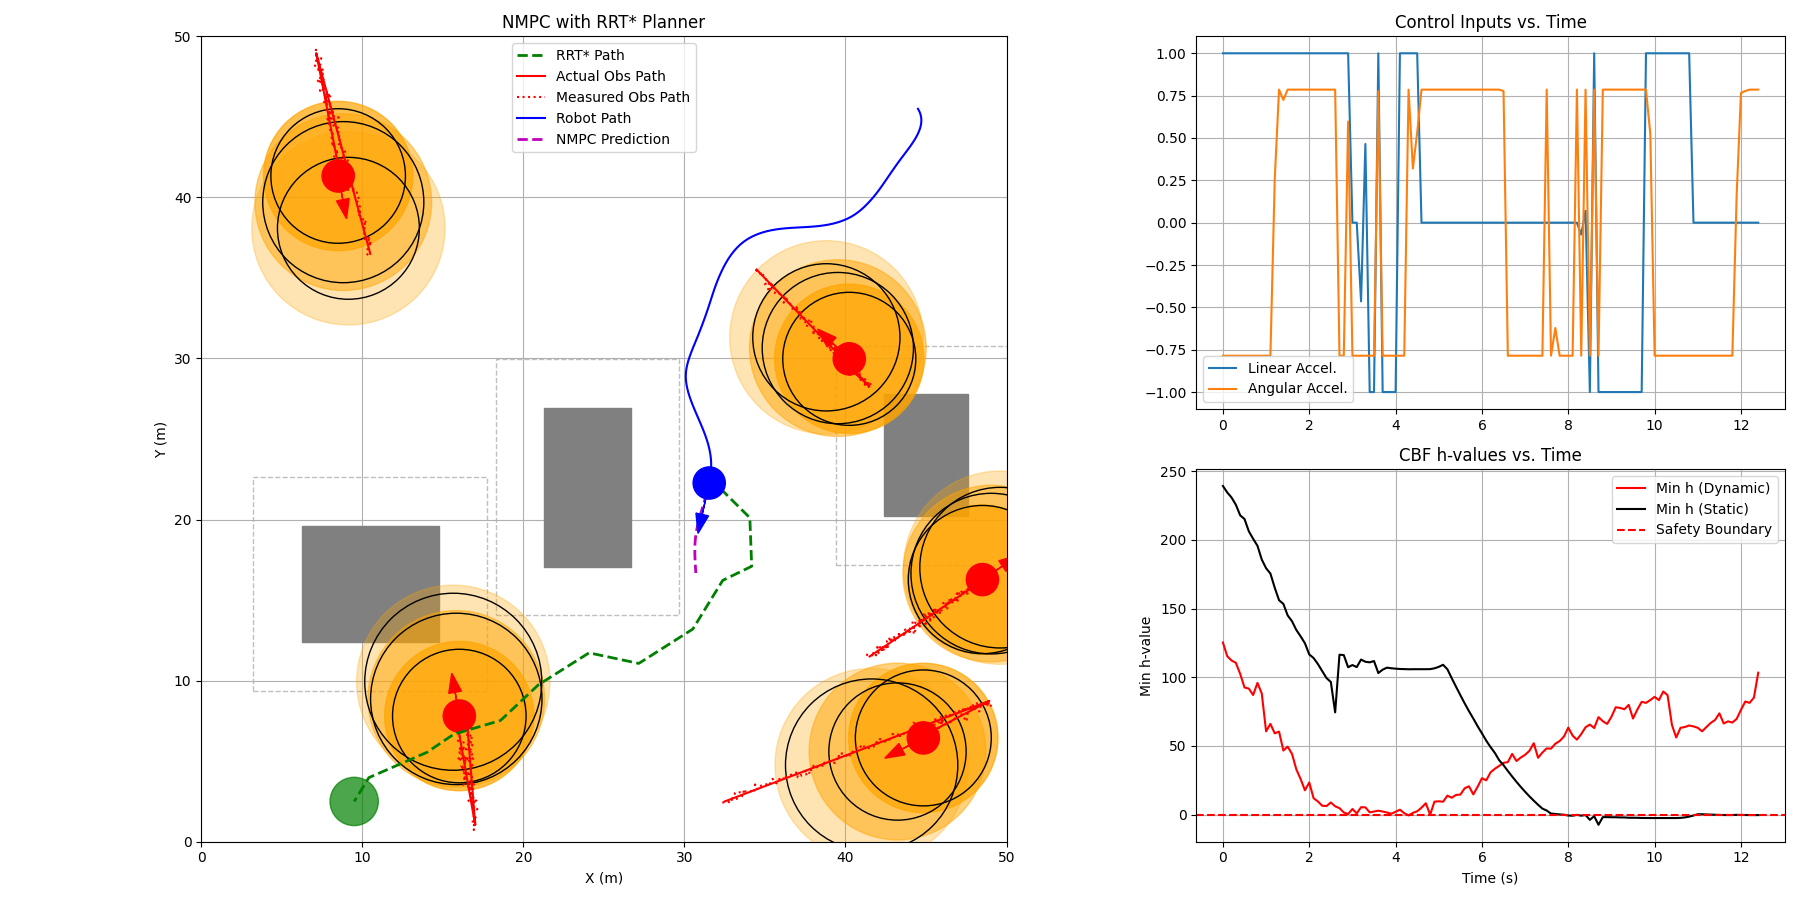 NMPC with RRT* Planner
RRT* Path
Actual Obs Path
Measured Obs Path
Robot Path
NMPC Prediction
50
40
30
20
10
0
Y (m)
0 10 20 30 40 50
X (m)
Control Inputs vs. Time
1.00
0.75
0.50
0.25
0.00
−0.25
−0.50
−0.75
−1.00
Linear Accel.
Angular Accel.
0 2 4 6 8 10 12
CBF h-values vs. Time
Min h (Dynamic)
Min h (Static)
Safety Boundary
250
200
150
100
50
0
Min h-value
0 2 4 6 8 10 12
Time (s)